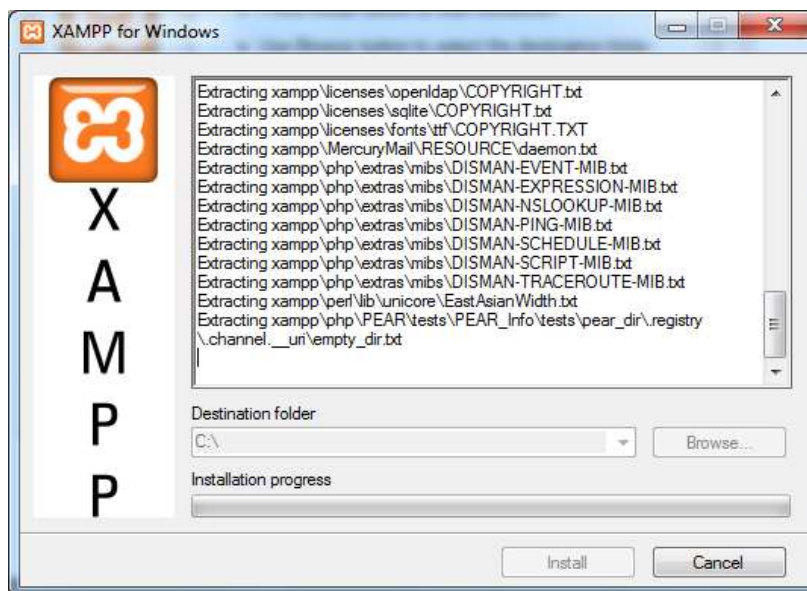 XAMPP for Windows
Extracting xampp\licenses\openldap\COPYRIGHT.txt
Extracting xampp\licenses\sqlite\COPYRIGHT.txt
Extracting xampp\licenses\fonts\ttf\COPYRIGHT.TXT
Extracting xampp\MercuryMail\RESOURCE\daemon.txt
Extracting xampp\php\extras\mibs\DISMAN-EVENT-MIB.txt
Extracting xampp\php\extras\mibs\DISMAN-EXPRESSION-MIB.txt
Extracting xampp\php\extras\mibs\DISMAN-NSLOOKUP-MIB.txt
Extracting xampp\php\extras\mibs\DISMAN-PING-MIB.txt
Extracting xampp\php\extras\mibs\DISMAN-SCHEDULE-MIB.txt
Extracting xampp\php\extras\mibs\DISMAN-SCRIPT-MIB.txt
Extracting xampp\php\extras\mibs\DISMAN-TRACEROUTE-MIB.txt
Extracting xampp\perl\lib\unicore\EastAsianWidth.txt
Extracting xampp\php\PEAR\tests\PEAR_Info\tests\pear_dir\.registry
\.channel.__uri\empty_dir.txt
X
A
M
P
P
Destination folder
C:\
Browse...
Installation progress
Install
Cancel